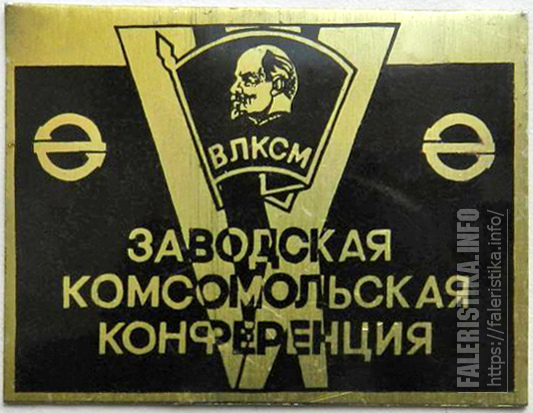 ВЛКСМ
ЗАВОДСКАЯ
КОМСОМОЛЬСКАЯ
КОНФЕРЕНЦИЯ
FALERISTIKA.INFO
https://faleristika.info/